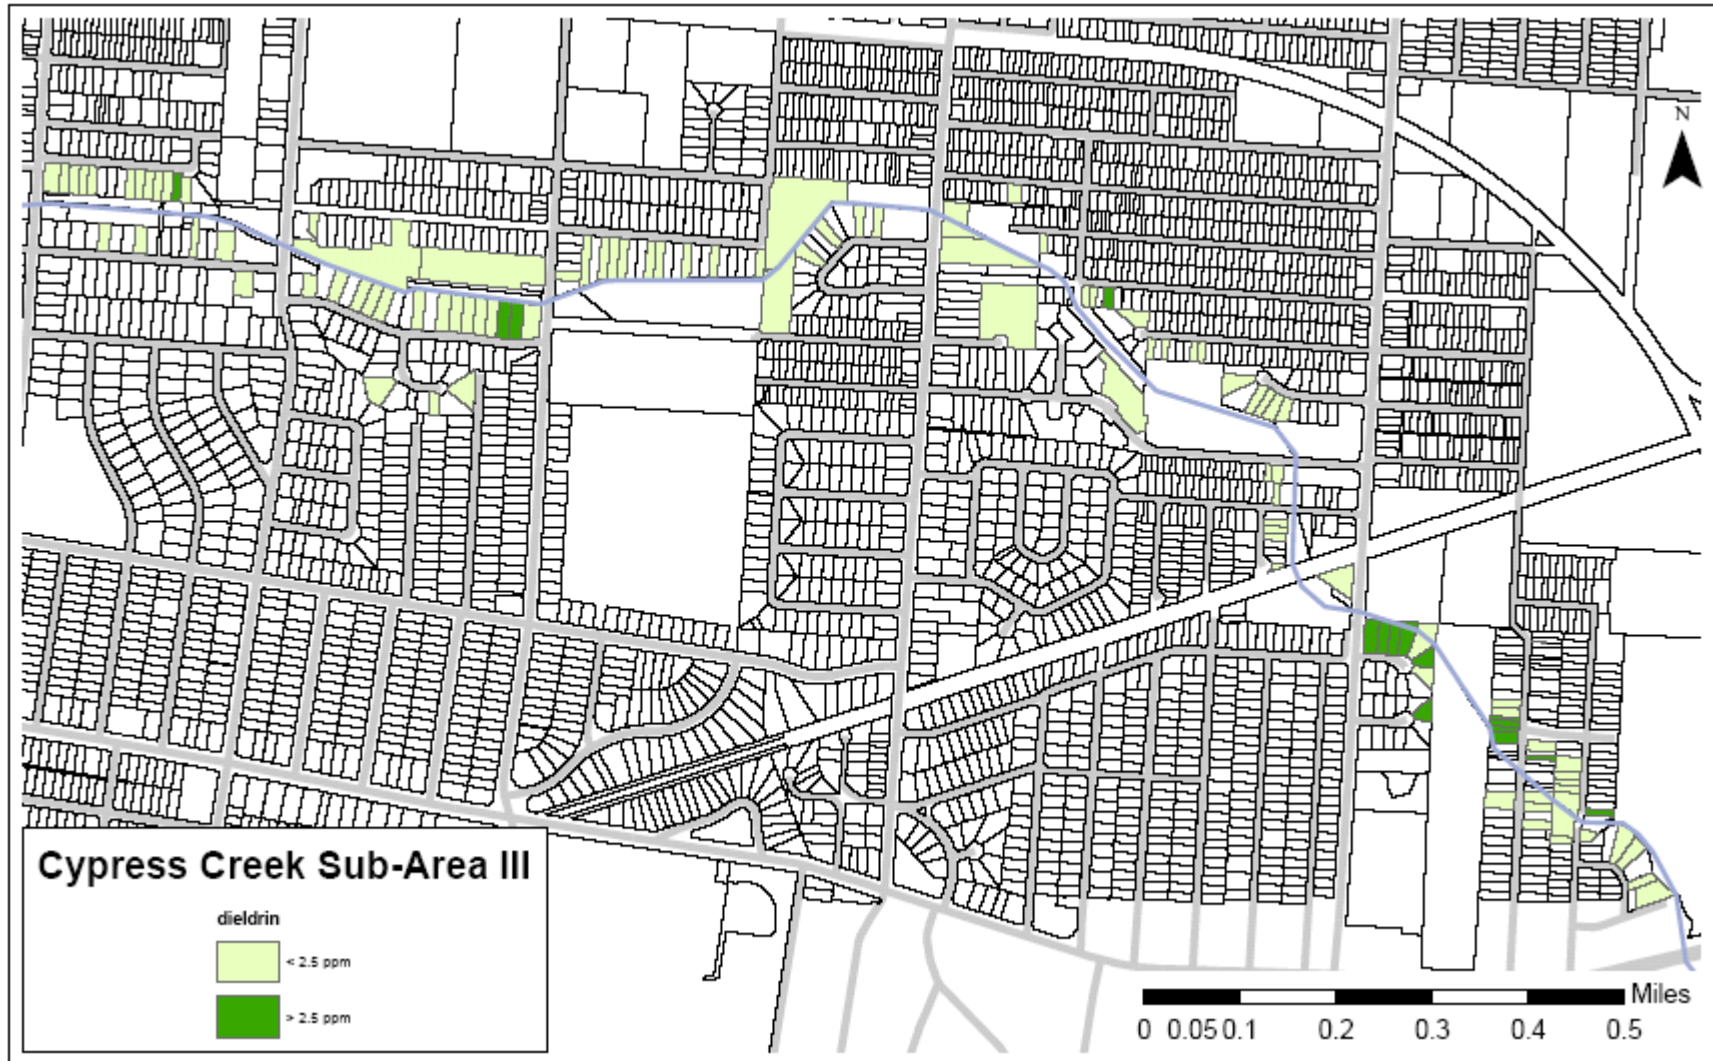 N
Cypress Creek Sub-Area III
dieldrin
< 2.5 ppm
> 2.5 ppm
Miles
0 0.05 0.1 0.2 0.3 0.4 0.5